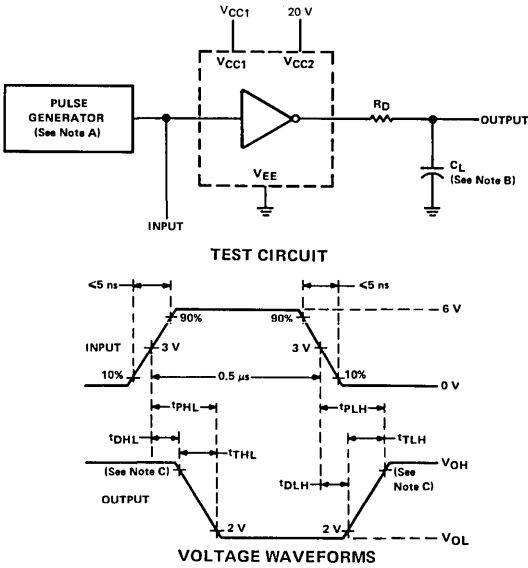 VCC1 20 V
VCC1 VCC2
PULSE
GENERATOR
(See Note A)
RD
OUTPUT
VEE
CL
(See Note B)
INPUT
TEST CIRCUIT
≤5 ns
≤5 ns
6 V
90%
90%
INPUT
3 V
3 V
10%
10%
0.5 μs
0 V
tPHL
tPLH
tDHL
tTHL
tTLH
(See Note C)
tDLH
(See
Note C)
VOH
OUTPUT
2 V
2 V
VOL
VOLTAGE WAVEFORMS